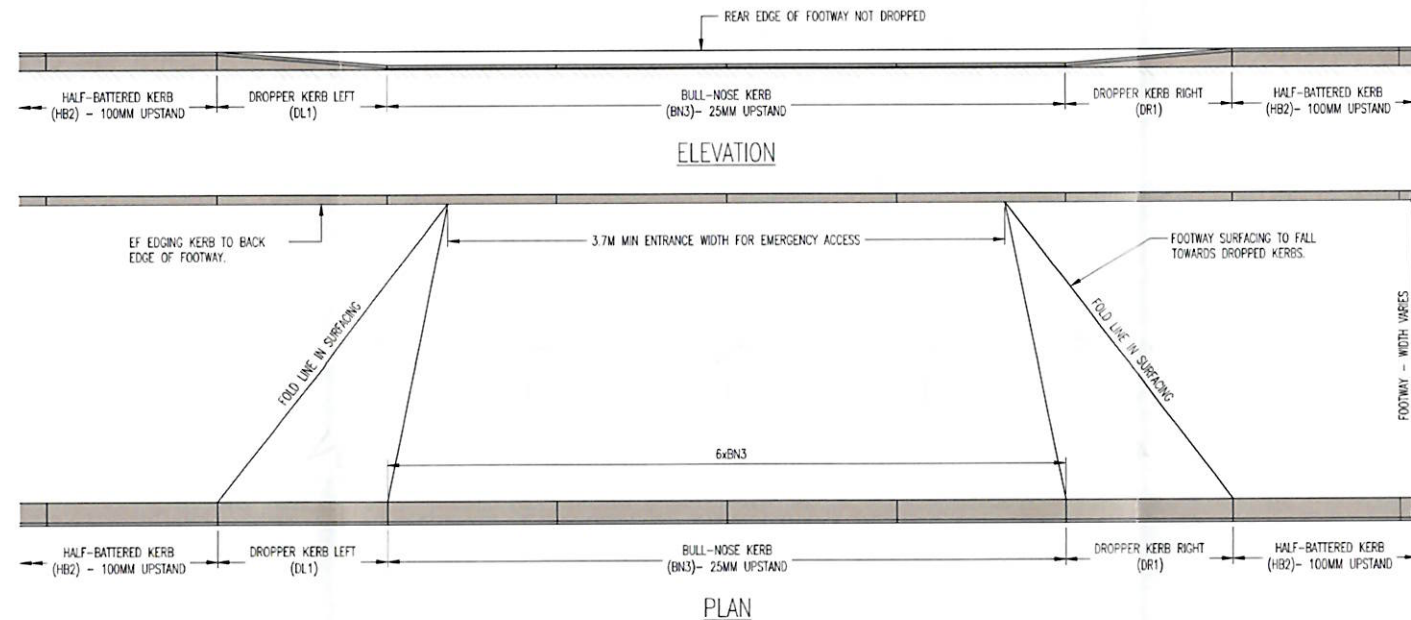 REAR EDGE OF FOOTWAY NOT DROPPED
HALF-BATTERED KERB
(HB2) - 100MM UPSTAND
DROPPER KERB LEFT
(DL1)
BULL-NOSE KERB
(BN3)- 25MM UPSTAND
DROPPER KERB RIGHT
(DR1)
HALF-BATTERED KERB
(HB2)- 100MM UPSTAND
ELEVATION
EF EDGING KERB TO BACK
EDGE OF FOOTWAY.
3.7M MIN ENTRANCE WIDTH FOR EMERGENCY ACCESS
FOOTWAY SURFACING TO FALL
TOWARDS DROPPED KERBS.
FOLD LINE IN SURFACING
FOLD LINE IN SURFACING
FOOTWAY - WIDTH VARIES
6xBN3
HALF-BATTERED KERB
(HB2) - 100MM UPSTAND
DROPPER KERB LEFT
(DL1)
BULL-NOSE KERB
(BN3)- 25MM UPSTAND
DROPPER KERB RIGHT
(DR1)
HALF-BATTERED KERB
(HB2)- 100MM UPSTAND
PLAN